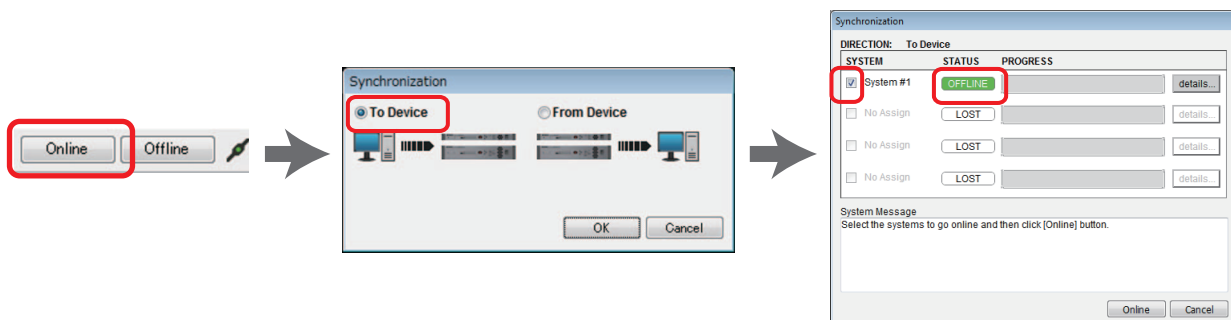 Online Offline
Synchronization
To Device From Device
OK Cancel
Synchronization
DIRECTION: To Device
SYSTEM STATUS PROGRESS
System #1 OFFLINE details...
No Assign LOST details...
No Assign LOST details...
No Assign LOST details...
System Message
Select the systems to go online and then click [Online] button.
Online Cancel